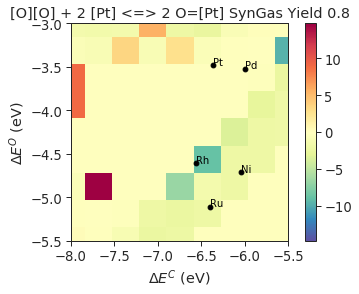 [O][O] + 2 [Pt] <=> 2 O=[Pt] SynGas Yield 0.8
−3.0
−3.5
−4.0
−4.5
−5.0
−5.5
ΔE^O (eV)
Pt
Pd
Rh
Ni
Ru
−8.0 −7.5 −7.0 −6.5 −6.0 −5.5
ΔE^C (eV)
10
5
0
−5
−10